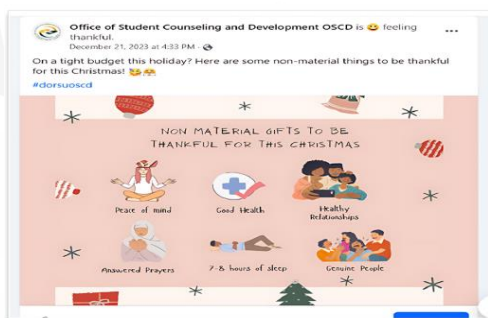 Office of Student Counseling and Development OSCD is 😀 feeling
thankful.
December 21, 2023 at 4:33 PM ·
On a tight budget this holiday? Here are some non-material things to be thankful
for this Christmas!
#dorsuoscd
NON MATERIAL GIFTS TO BE
THANKFUL FOR THIS CHRISTMAS
Peace of mind
Good Health
Healthy
Relationships
Answered Prayers
7-8 hours of sleep
Genuine People